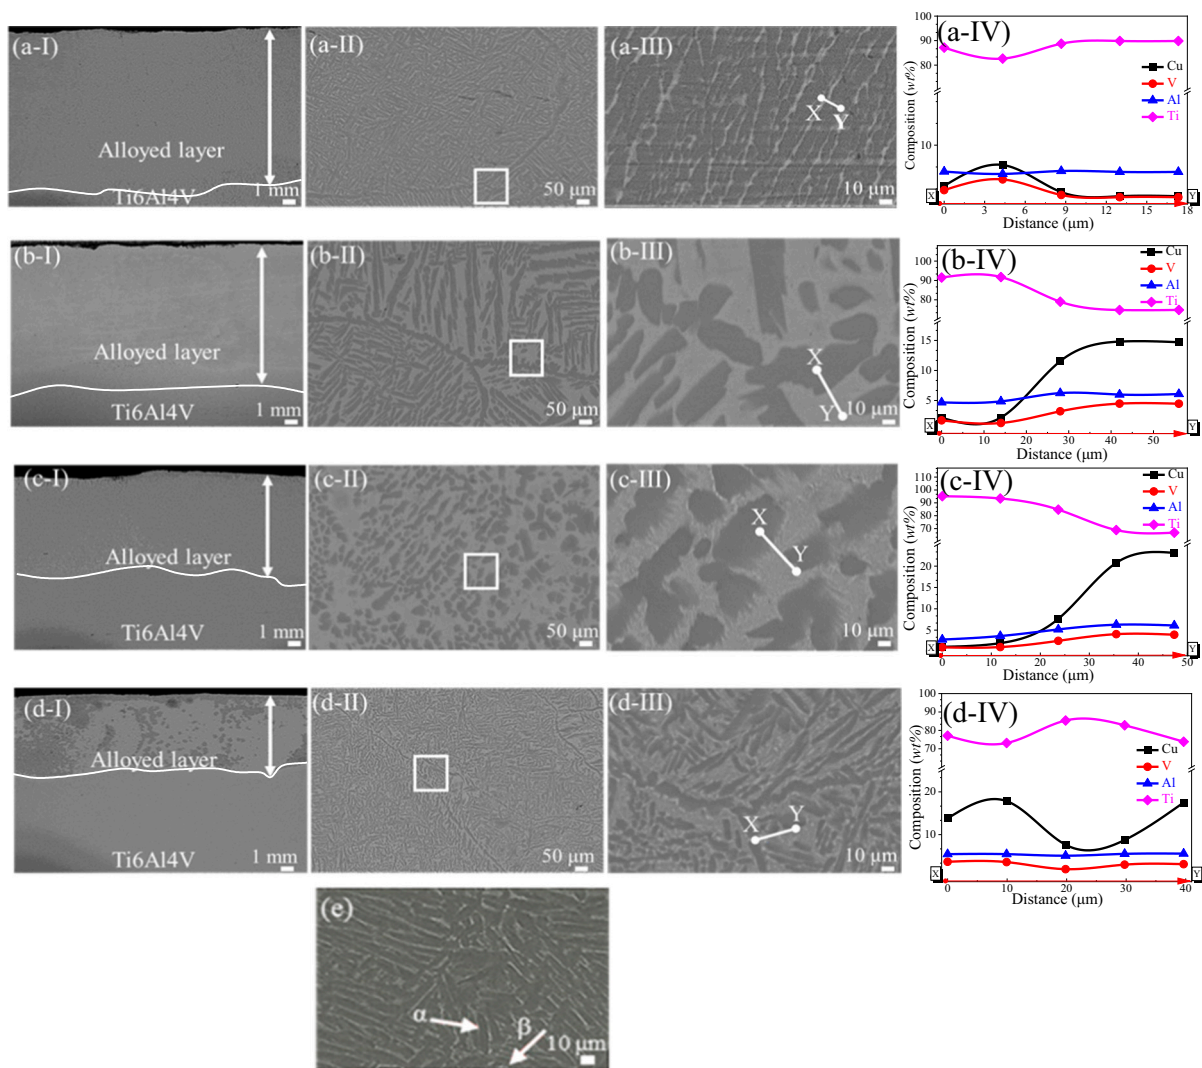 (a-I)
Alloyed layer
Ti6Al4V
1 mm
(a-II)
50 μm
(a-III)
X
Y
10 μm
(a-IV)
Composition (wt%)
100
90
80
10
Cu
V
Al
Ti
X
Y
0
3
6
9
12
15
18
Distance (μm)
(b-I)
Alloyed layer
Ti6Al4V
1 mm
(b-II)
50 μm
(b-III)
X
Y
10 μm
(b-IV)
Composition (wt%)
100
90
80
15
10
5
Cu
V
Al
Ti
X
Y
0
10
20
30
40
50
Distance (μm)
(c-I)
Alloyed layer
Ti6Al4V
1 mm
(c-II)
50 μm
(c-III)
X
Y
10 μm
(c-IV)
Composition (wt%)
110
100
90
80
70
20
15
10
5
Cu
V
Al
Ti
X
Y
0
10
20
30
40
50
Distance (μm)
(d-I)
Alloyed layer
Ti6Al4V
1 mm
(d-II)
50 μm
(d-III)
X
Y
10 μm
(d-IV)
Composition (wt%)
100
90
80
70
20
10
Cu
V
Al
Ti
X
Y
0
10
20
30
40
Distance (μm)
(e)
α
β
10 μm